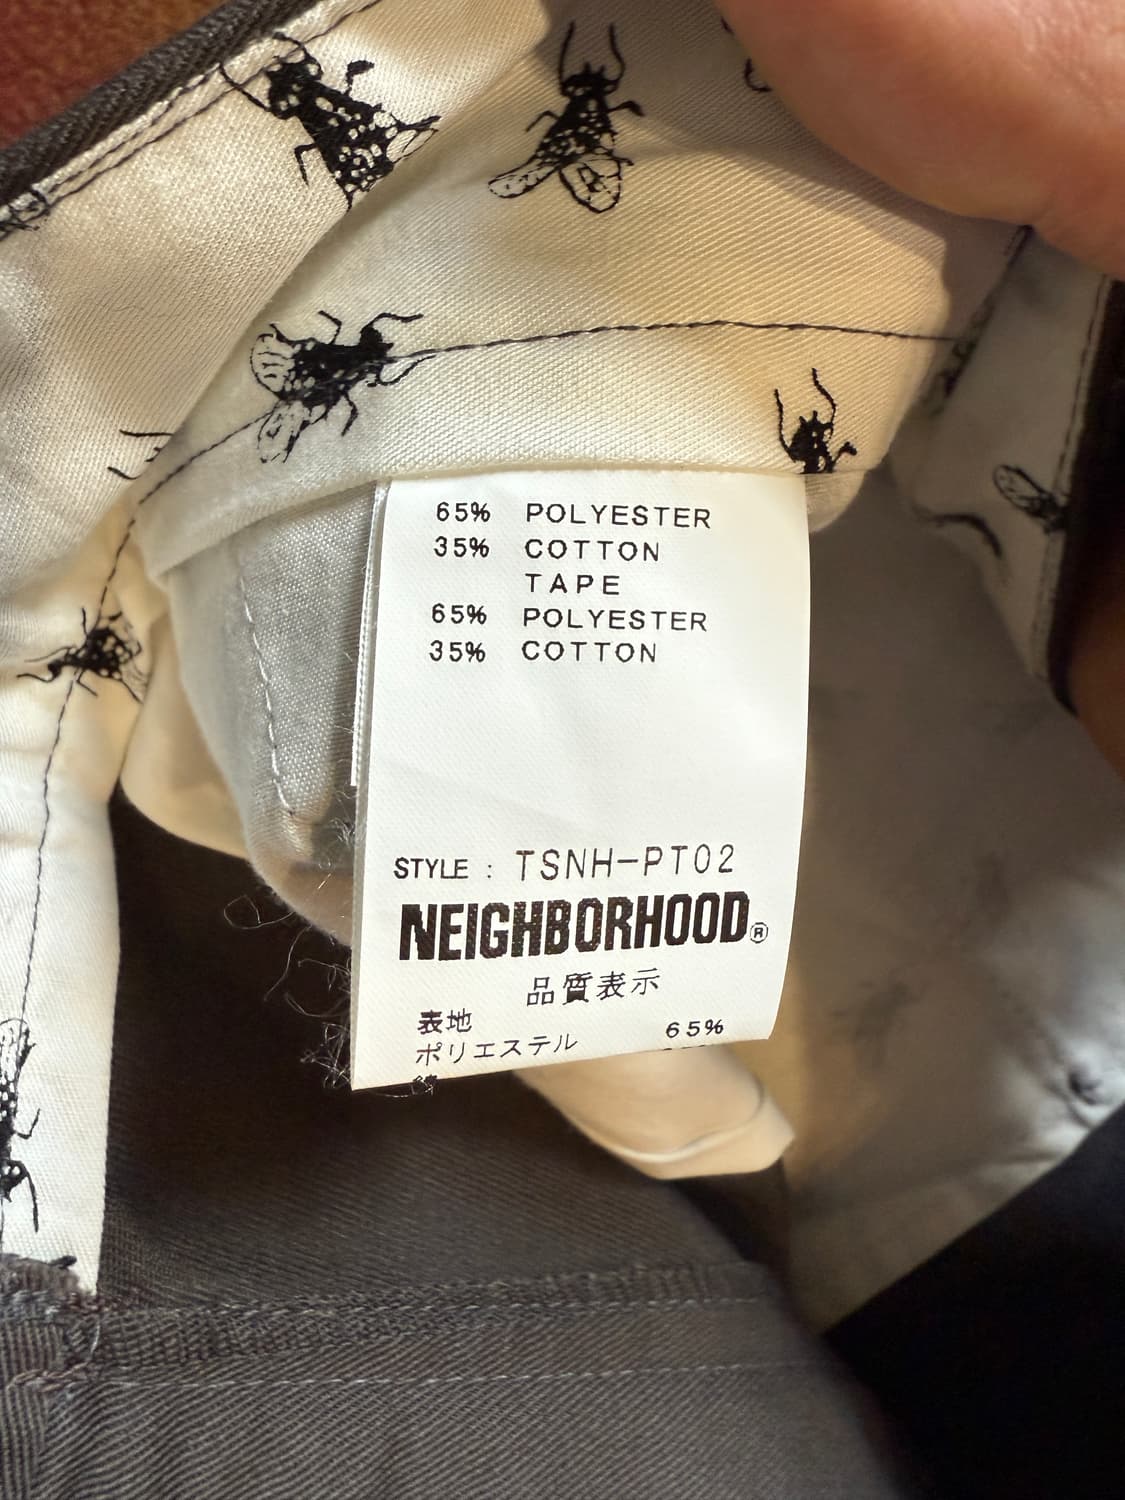 65% POLYESTER
35% COTTON
TAPE
65% POLYESTER
35% COTTON
STYLE : TSNH-PT02
NEIGHBORHOOD®
品質表示
表地
ポリエステル 65%